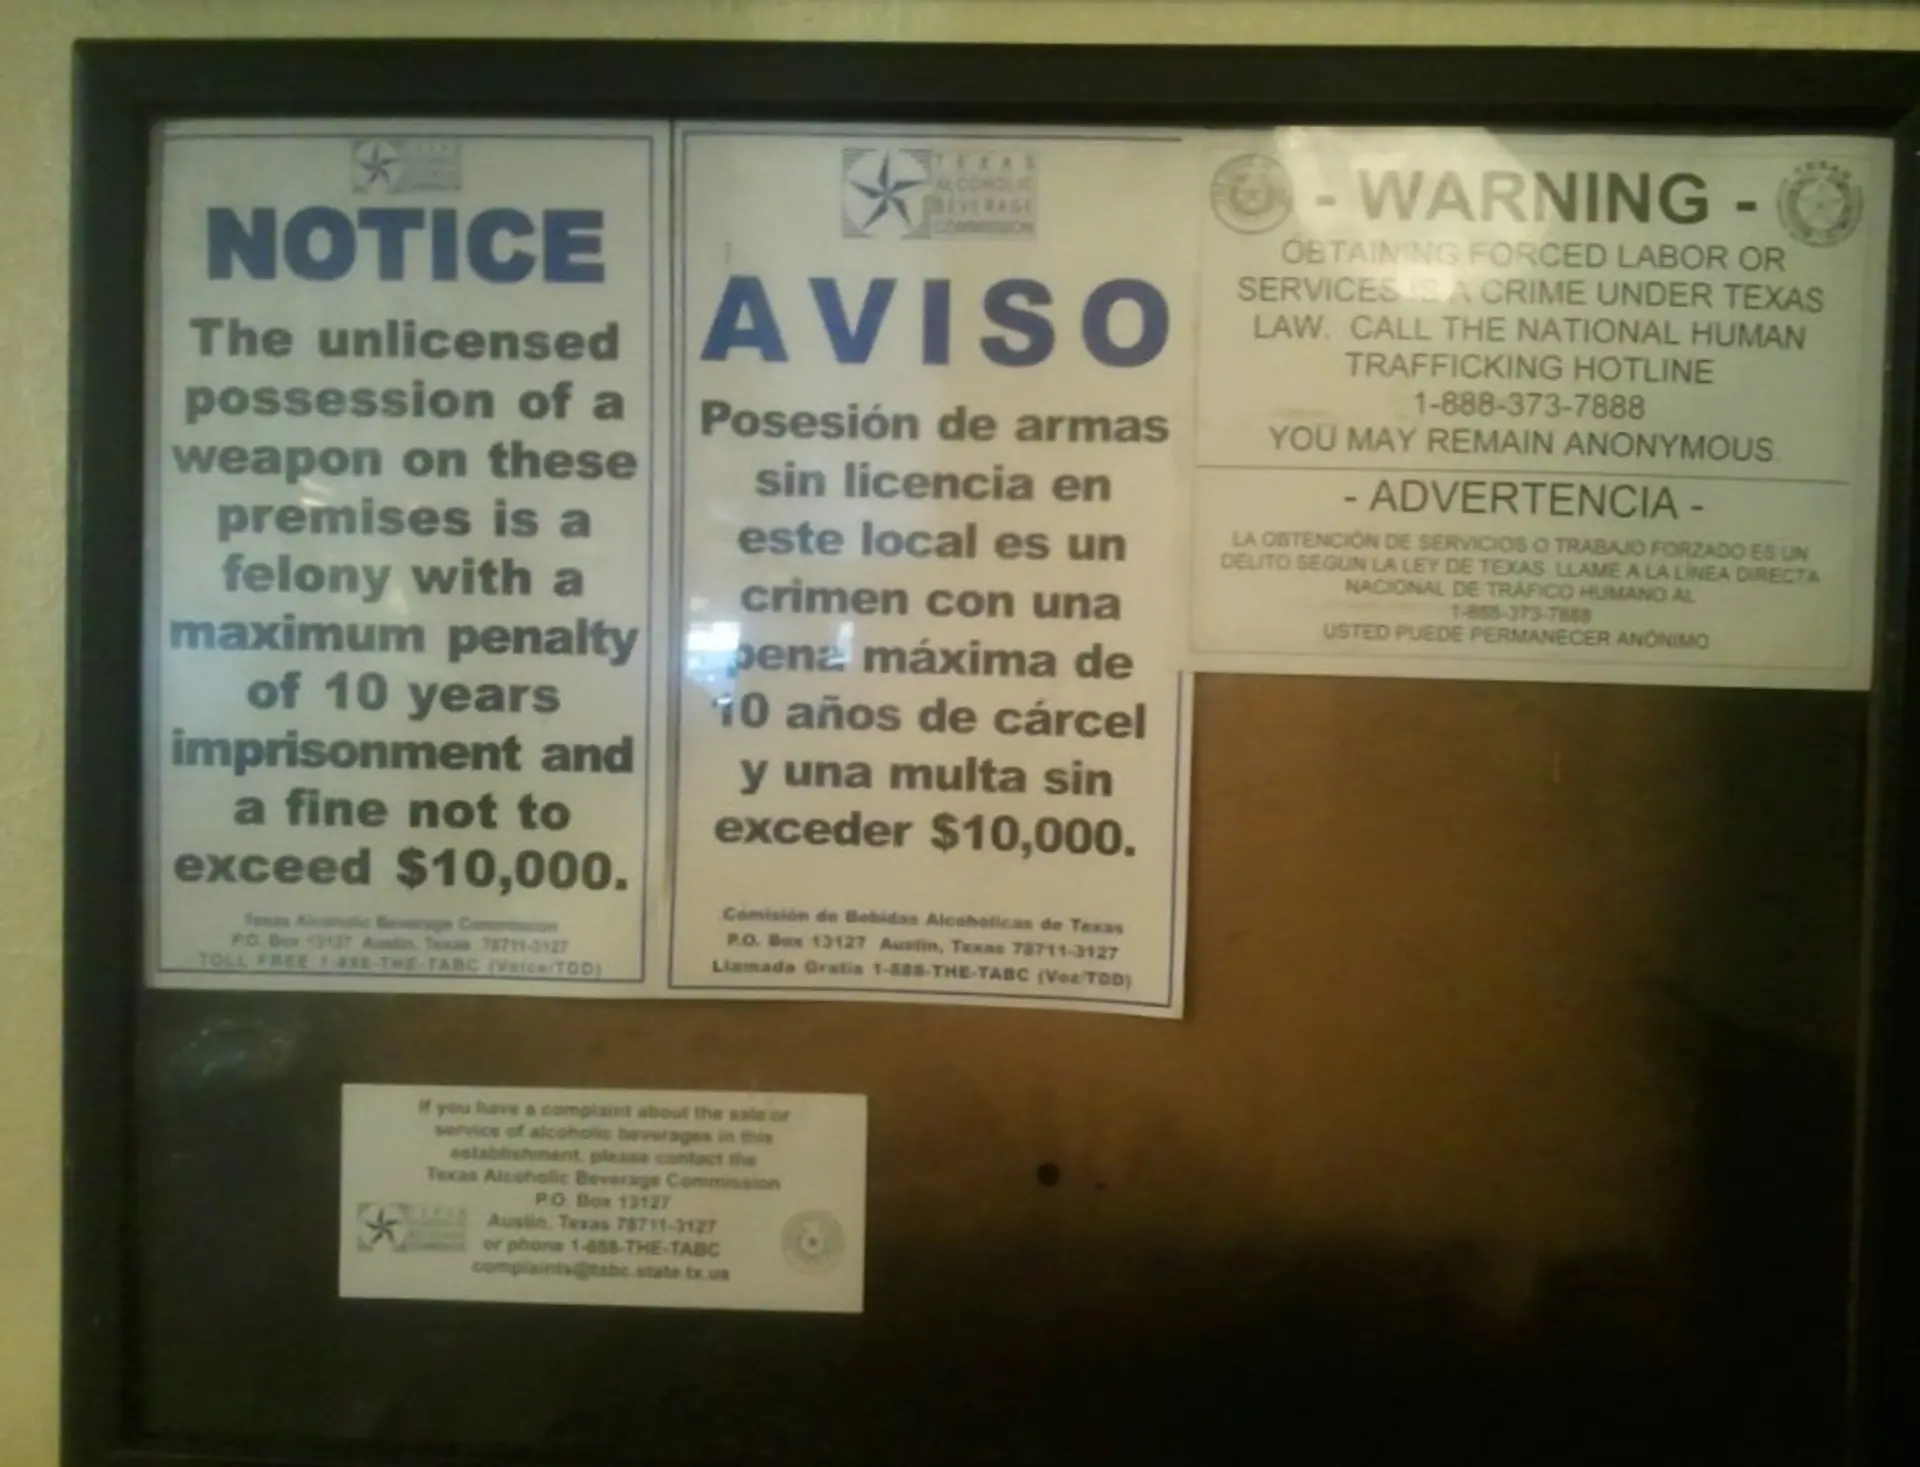 NOTICE
The unlicensed
possession of a
weapon on these
premises is a
felony with a
maximum penalty
of 10 years
imprisonment and
a fine not to
exceed $10,000.
Texas Alcoholic Beverage Commission
P.O. Box 13127 Austin, Texas 78711-3127
TOLL FREE 1-888-THE-TABC (Voice/TDD)
TEXAS
ALCOHOLIC
BEVERAGE
COMMISSION
AVISO
Posesión de armas
sin licencia en
este local es un
crimen con una
pena máxima de
10 años de cárcel
y una multa sin
exceder $10,000.
Comisión de Bebidas Alcohólicas de Texas
P.O. Box 13127 Austin, Texas 78711-3127
Llamada Gratis 1-888-THE-TABC (Voz/TDD)
- WARNING -
OBTAINING FORCED LABOR OR
SERVICES IS A CRIME UNDER TEXAS
LAW. CALL THE NATIONAL HUMAN
TRAFFICKING HOTLINE
1-888-373-7888
YOU MAY REMAIN ANONYMOUS.
- ADVERTENCIA -
LA OBTENCIÓN DE SERVICIOS O TRABAJO FORZADO ES UN
DELITO SEGÚN LA LEY DE TEXAS. LLAME A LA LÍNEA DIRECTA
NACIONAL DE TRÁFICO HUMANO AL
1-888-373-7888
USTED PUEDE PERMANECER ANÓNIMO
If you have a complaint about the sale or
service of alcoholic beverages in this
establishment, please contact the
Texas Alcoholic Beverage Commission
P.O. Box 13127
Austin, Texas 78711-3127
or phone 1-888-THE-TABC
complaints@tabc.state.tx.us